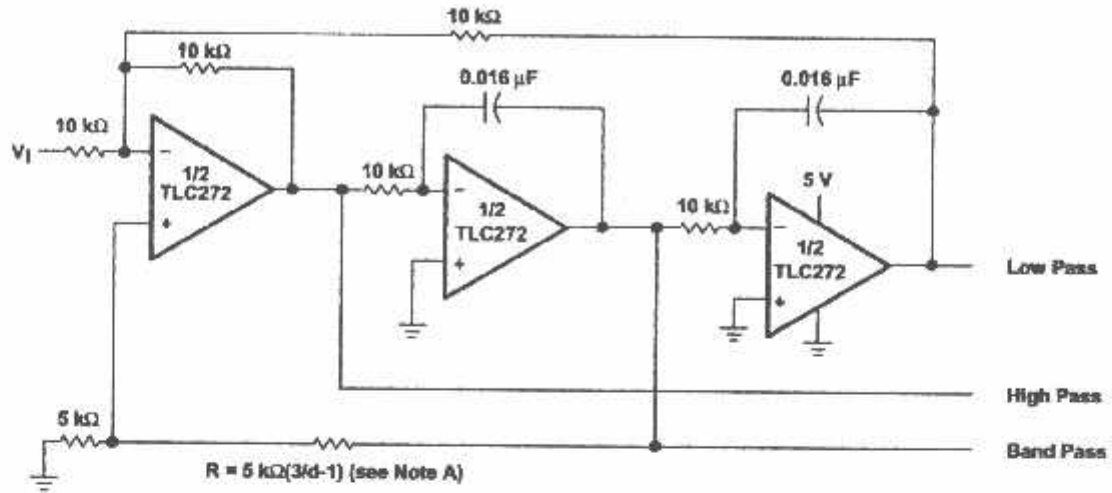 10 kΩ
10 kΩ
0.016 μF
0.016 μF
10 kΩ
VI
−
1/2
TLC272
+
10 kΩ
−
1/2
TLC272
+
5 V
10 kΩ
−
1/2
TLC272
+
Low Pass
High Pass
5 kΩ
Band Pass
R = 5 kΩ(3/d-1) (see Note A)